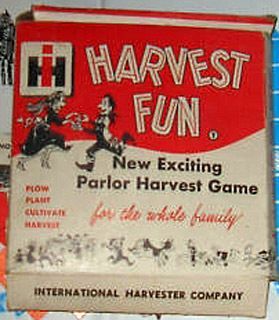 IH
HARVEST
FUN
New Exciting
Parlor Harvest Game
PLOW
PLANT
CULTIVATE
HARVEST
for the whole family
INTERNATIONAL HARVESTER COMPANY